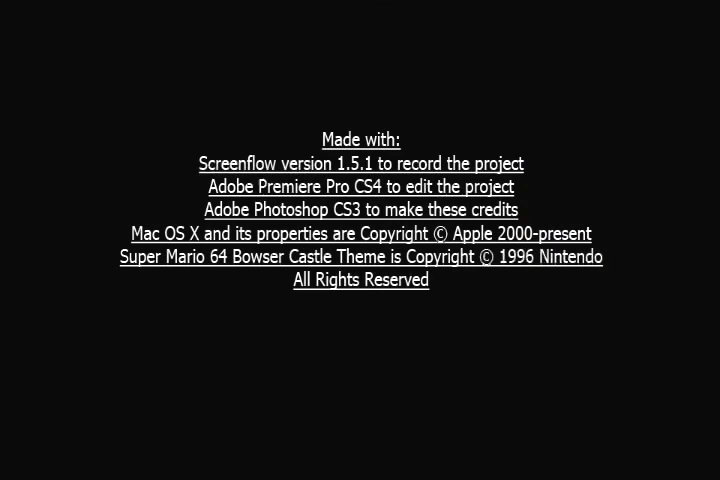 Made with:
Screenflow version 1.5.1 to record the project
Adobe Premiere Pro CS4 to edit the project
Adobe Photoshop CS3 to make these credits
Mac OS X and its properties are Copyright © Apple 2000-present
Super Mario 64 Bowser Castle Theme is Copyright © 1996 Nintendo
All Rights Reserved